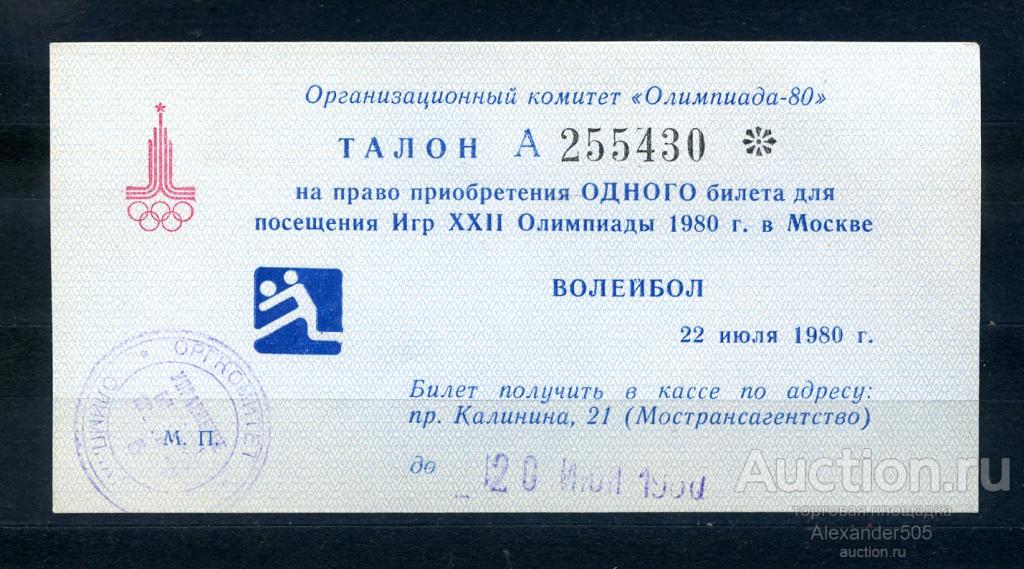 Организационный комитет «Олимпиада-80»
ТАЛОН А 255430
на право приобретения ОДНОГО билета для
посещения Игр XXII Олимпиады 1980 г. в Москве
ВОЛЕЙБОЛ
22 июля 1980 г.
Билет получить в кассе по адресу:
пр. Калинина, 21 (Мострансагентство)
ОРГКОМИТЕТ
М. П.
до 20
Auction.ru
торговая площадка
Alexander505
auction.ru